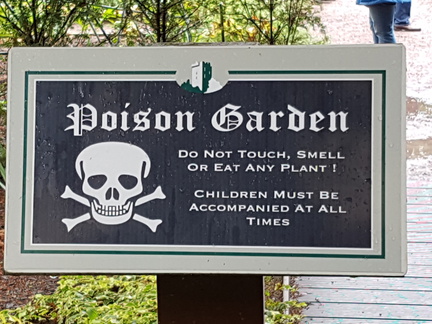 Poison Garden
Do Not Touch, Smell
Or Eat Any Plant !
Children Must Be
Accompanied At All
Times